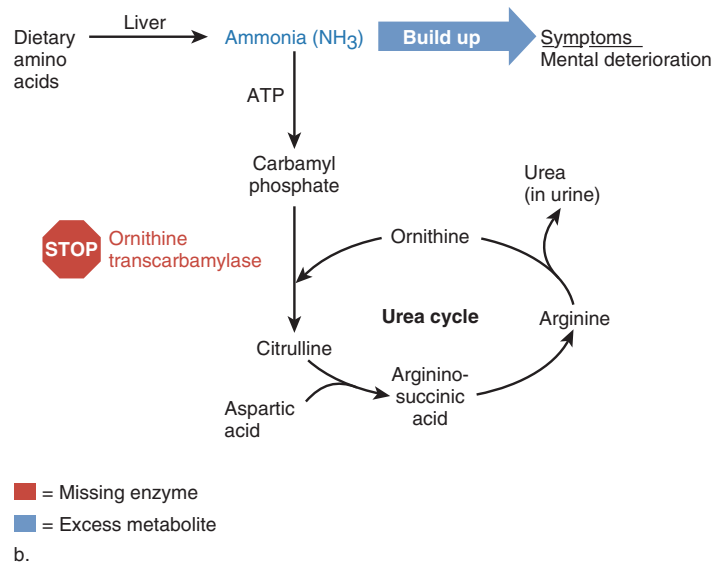 Dietary
amino
acids
Liver
Ammonia (NH3)
Build up
Symptoms
Mental deterioration
ATP
Carbamyl
phosphate
Urea
(in urine)
STOP
Ornithine
transcarbamylase
Ornithine
Urea cycle
Arginine
Citrulline
Arginino-
succinic
acid
Aspartic
acid
= Missing enzyme
= Excess metabolite
b.